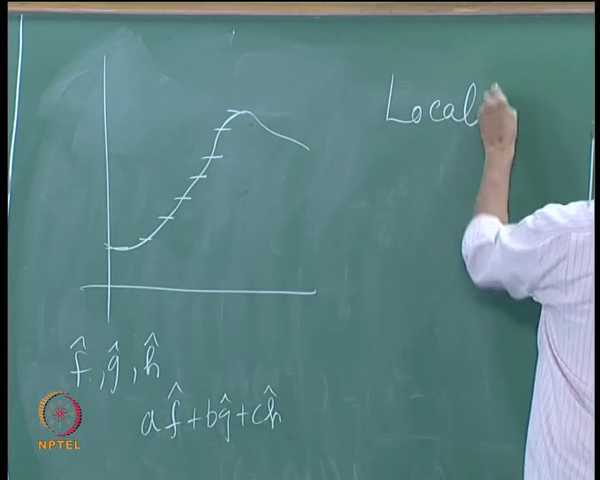 Local
f̂, ĝ, ĥ
af̂ + bĝ + cĥ
NPTEL